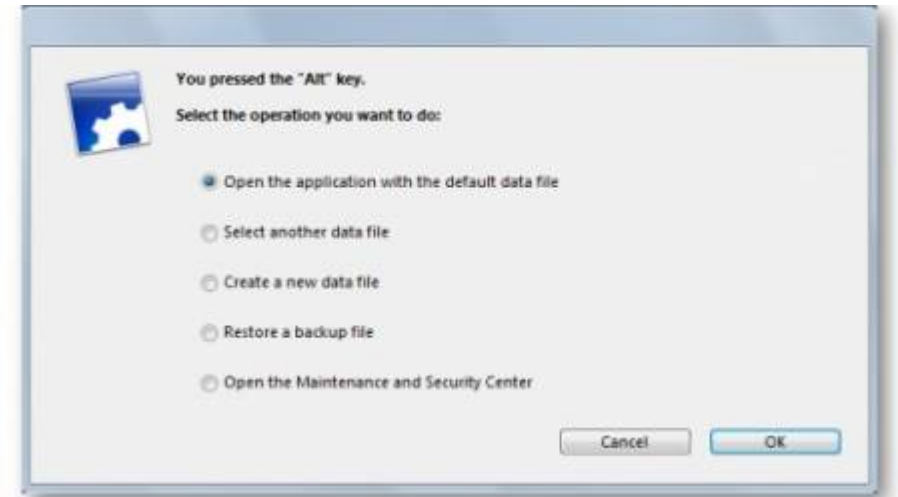 You pressed the "Alt" key.
Select the operation you want to do:
Open the application with the default data file
Select another data file
Create a new data file
Restore a backup file
Open the Maintenance and Security Center
Cancel OK